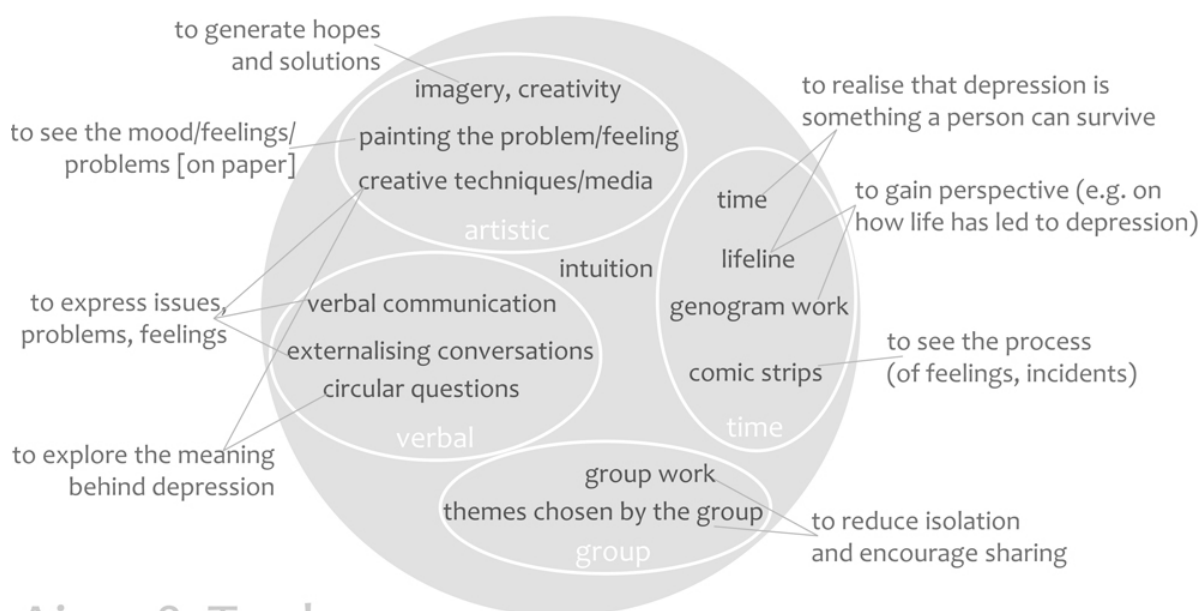 to generate hopes
and solutions
imagery, creativity
to see the mood/feelings/
problems [on paper]
painting the problem/feeling
creative techniques/media
artistic
to realise that depression is
something a person can survive
time
to gain perspective (e.g. on
how life has led to depression)
lifeline
genogram work
intuition
to express issues,
problems, feelings
verbal communication
externalising conversations
circular questions
verbal
to see the process
(of feelings, incidents)
comic strips
time
to explore the meaning
behind depression
group work
themes chosen by the group
group
to reduce isolation
and encourage sharing